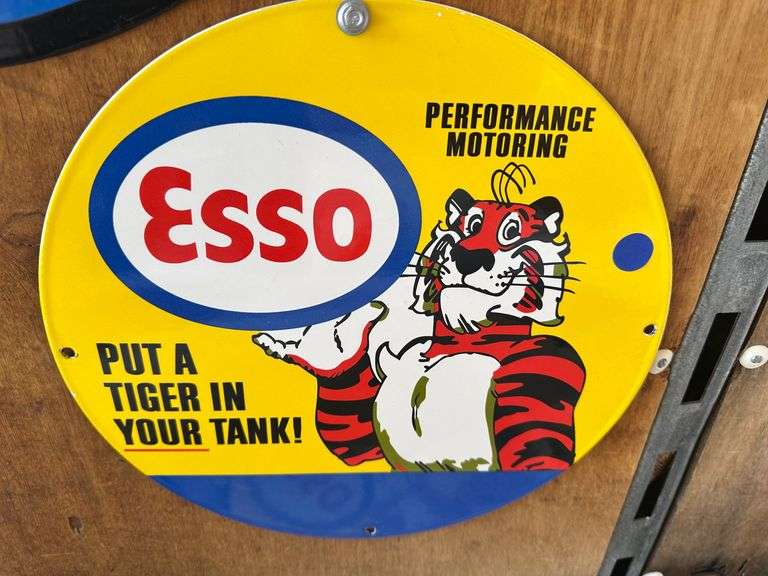 Esso
PERFORMANCE
MOTORING
PUT A
TIGER IN
YOUR TANK!